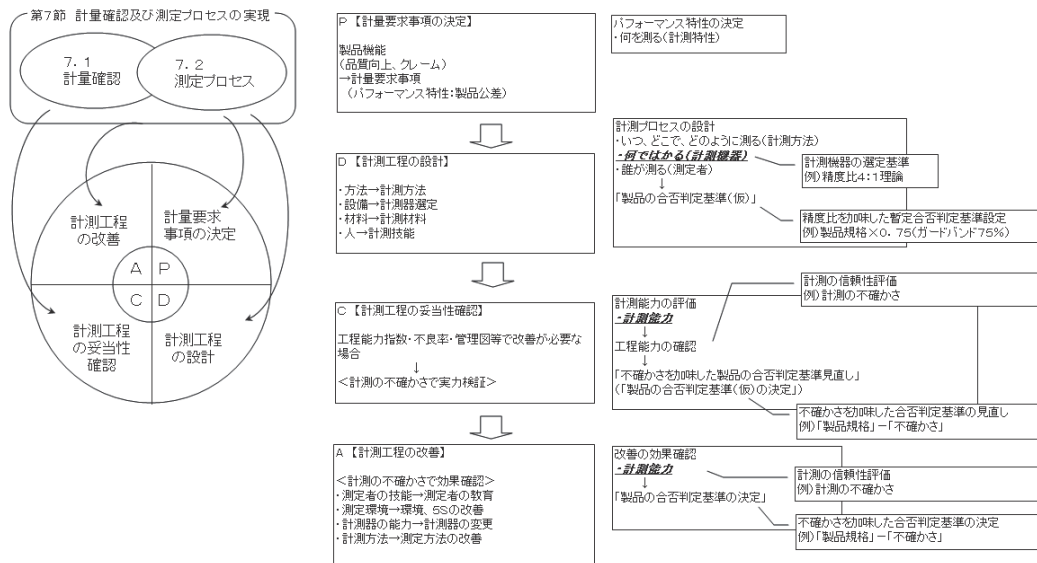 第7節 計量確認及び測定プロセスの実現
7.1
計量確認
7.2
測定プロセス
計測工程
の改善
計量要求
事項の決定
A
P
C
D
計測工程
の妥当性
確認
計測工程
の設計
P 【計量要求事項の決定】
製品機能
(品質向上、クレーム)
→計量要求事項
(パフォーマンス特性:製品公差)
D 【計測工程の設計】
・方法→計測方法
・設備→計測器選定
・材料→計測材料
・人→計測技能
C 【計測工程の妥当性確認】
工程能力指数・不良率・管理図等で改善が必要な
場合
↓
<計測の不確かさで実力検証>
A 【計測工程の改善】
<計測の不確かさで効果確認>
・測定者の技能→測定者の教育
・測定環境→環境、5Sの改善
・計測器の能力→計測器の変更
・計測方法→測定方法の改善
パフォーマンス特性の決定
・何を測る(計測特性)
計測プロセスの設計
・いつ、どこで、どのように測る(計測方法)
・何ではかる(計測機器)
・誰が測る(測定者)
↓
「製品の合否判定基準(仮)」
計測機器の選定基準
例)精度比4:1理論
精度比を加味した暫定合否判定基準設定
例)製品規格×0.75(ガードバンド75%)
計測能力の評価
・計測能力
↓
工程能力の確認
↓
「不確かさを加味した製品の合否判定基準見直し」
(「製品の合否判定基準(仮)の決定」)
計測の信頼性評価
例)計測の不確かさ
不確かさを加味した合否判定基準の見直し
例)「製品規格」-「不確かさ」
改善の効果確認
・計測能力
↓
「製品の合否判定基準の決定」
計測の信頼性評価
例)計測の不確かさ
不確かさを加味した合否判定基準の決定
例)「製品規格」-「不確かさ」